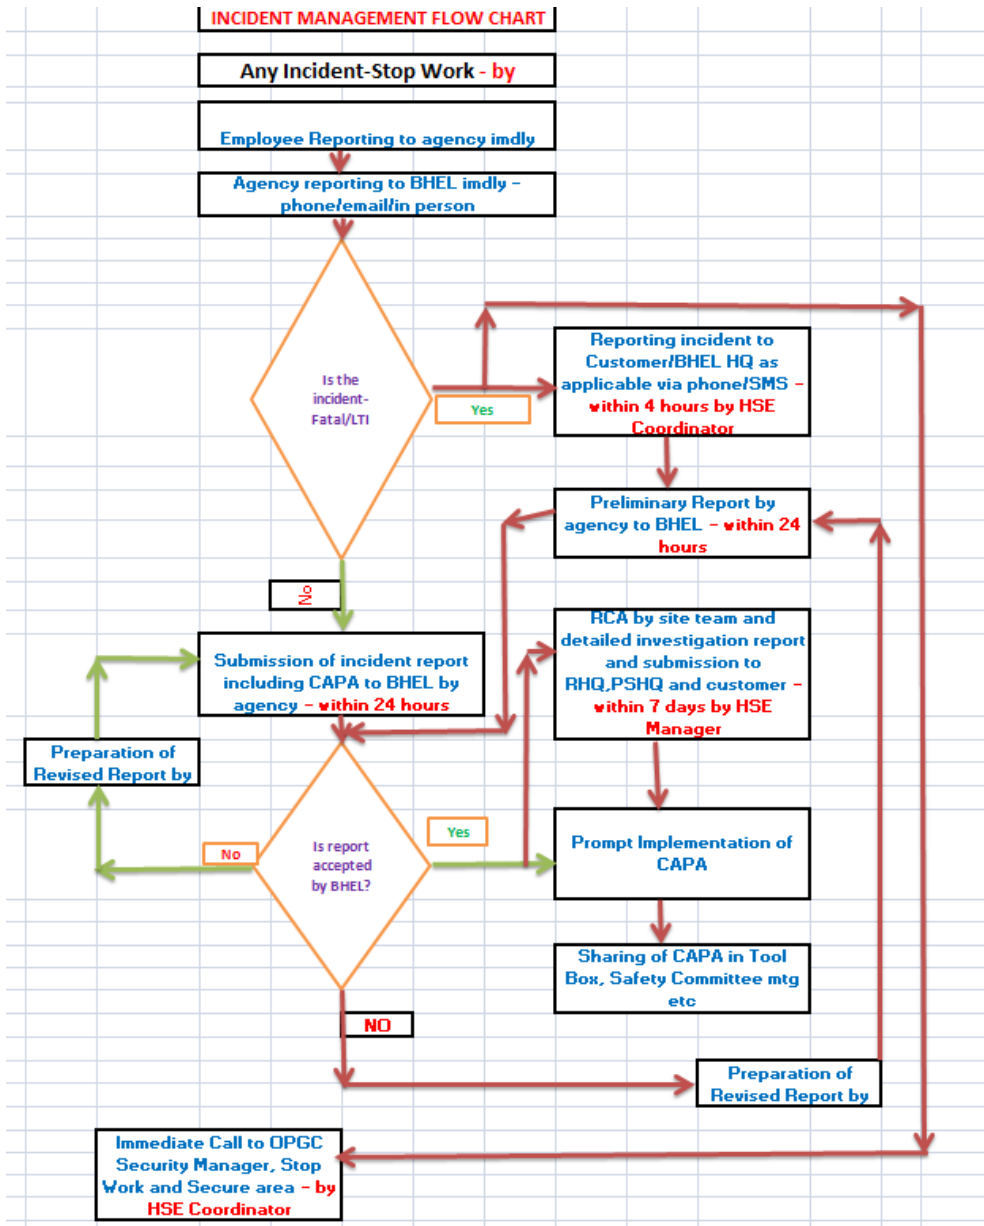 INCIDENT MANAGEMENT FLOW CHART
Any Incident-Stop Work - by
Employee Reporting to agency imdly
Agency reporting to BHEL imdly -
phone/email/in person
Is the
incident-
Fatal/LTI
Yes
Reporting incident to
Customer/BHEL HQ as
applicable via phone/SMS -
within 4 hours by HSE
Coordinator
Preliminary Report by
agency to BHEL - within 24
hours
No
Submission of incident report
including CAPA to BHEL by
agency - within 24 hours
RCA by site team and
detailed investigation report
and submission to
RHQ,PSHQ and customer -
within 7 days by HSE
Manager
Preparation of
Revised Report by
No
Is report
accepted
by BHEL?
Yes
Prompt Implementation of
CAPA
Sharing of CAPA in Tool
Box, Safety Committee mtg
etc
NO
Preparation of
Revised Report by
Immediate Call to OPGC
Security Manager, Stop
Work and Secure area - by
HSE Coordinator